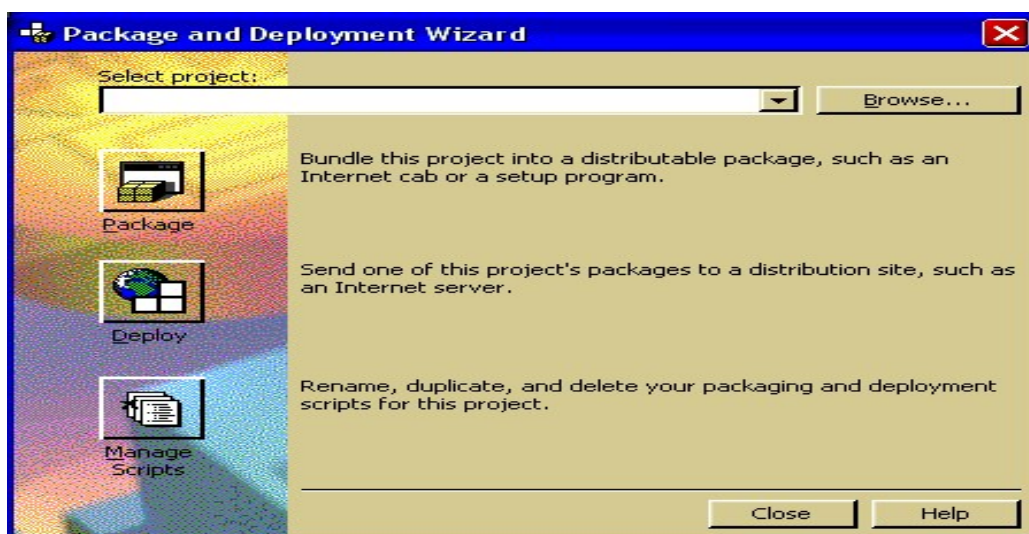 Package and Deployment Wizard
Select project:
Browse...
Bundle this project into a distributable package, such as an
Internet cab or a setup program.
Package
Send one of this project's packages to a distribution site, such as
an Internet server.
Deploy
Rename, duplicate, and delete your packaging and deployment
scripts for this project.
Manage
Scripts
Close
Help